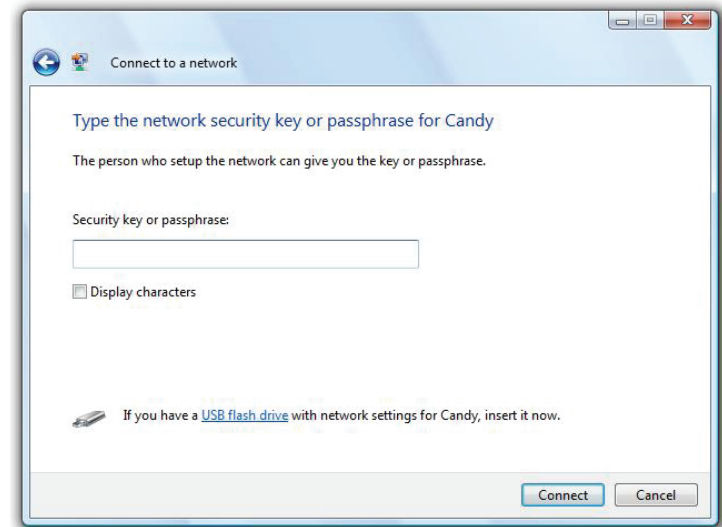 Connect to a network
Type the network security key or passphrase for Candy
The person who setup the network can give you the key or passphrase.
Security key or passphrase:
Display characters
If you have a USB flash drive with network settings for Candy, insert it now.
Connect Cancel